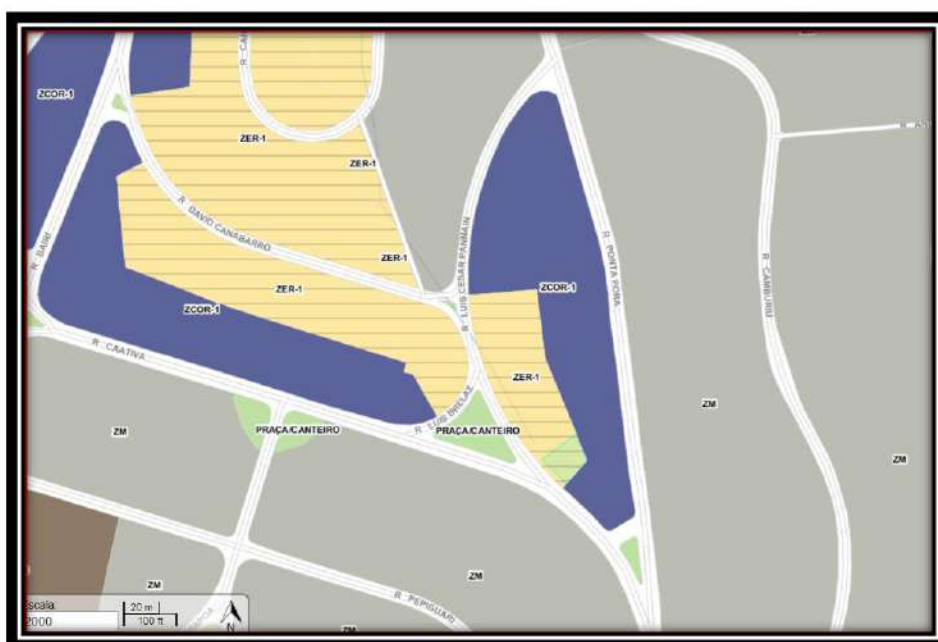 ZCOR-1
R CAR
ZER-1
ZER-1
R DAVID CANABARRO
R BAIRI
ZER-1
R LUIS CESAR PANNAIN
R PONTA PORA
R CAMBURIU
ZER-1
ZCOR-1
ZCOR-1
R CAATIVA
ZER-1
R LUIS BRELAZ
ZM
PRAÇA/CANTEIRO
PRAÇA/CANTEIRO
ZM
ZM
ZM
ZM
R PEPIGUARI
scala:
2000
20 m
100 ft
N
ZM